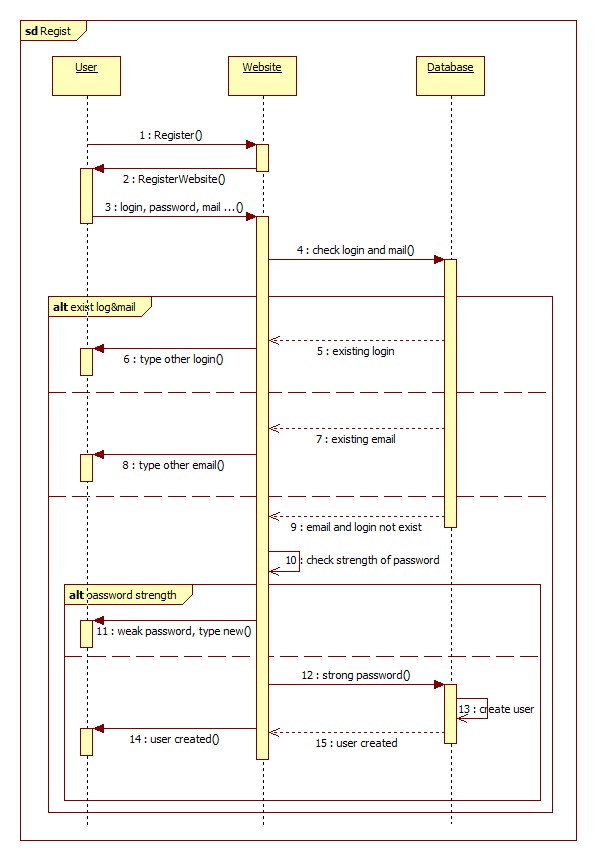 sd Regist
User
Website
Database
1 : Register()
2 : RegisterWebsite()
3 : login, password, mail ...()
4 : check login and mail()
alt exist log&mail
5 : existing login
6 : type other login()
7 : existing email
8 : type other email()
9 : email and login not exist
10 : check strength of password
alt password strength
11 : weak password, type new()
12 : strong password()
13 : create user
14 : user created()
15 : user created